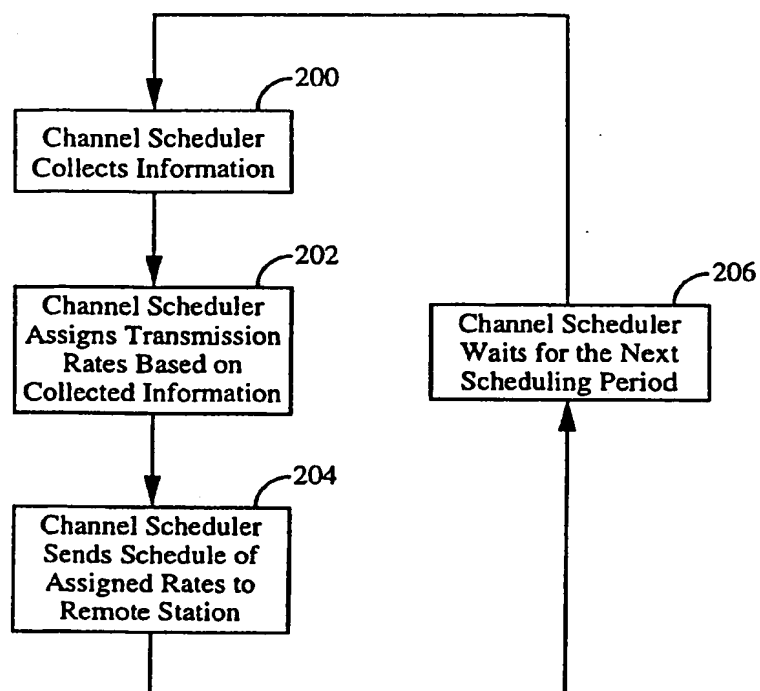 200
Channel Scheduler
Collects Information
202
Channel Scheduler
Assigns Transmission
Rates Based on
Collected Information
206
Channel Scheduler
Waits for the Next
Scheduling Period
204
Channel Scheduler
Sends Schedule of
Assigned Rates to
Remote Station